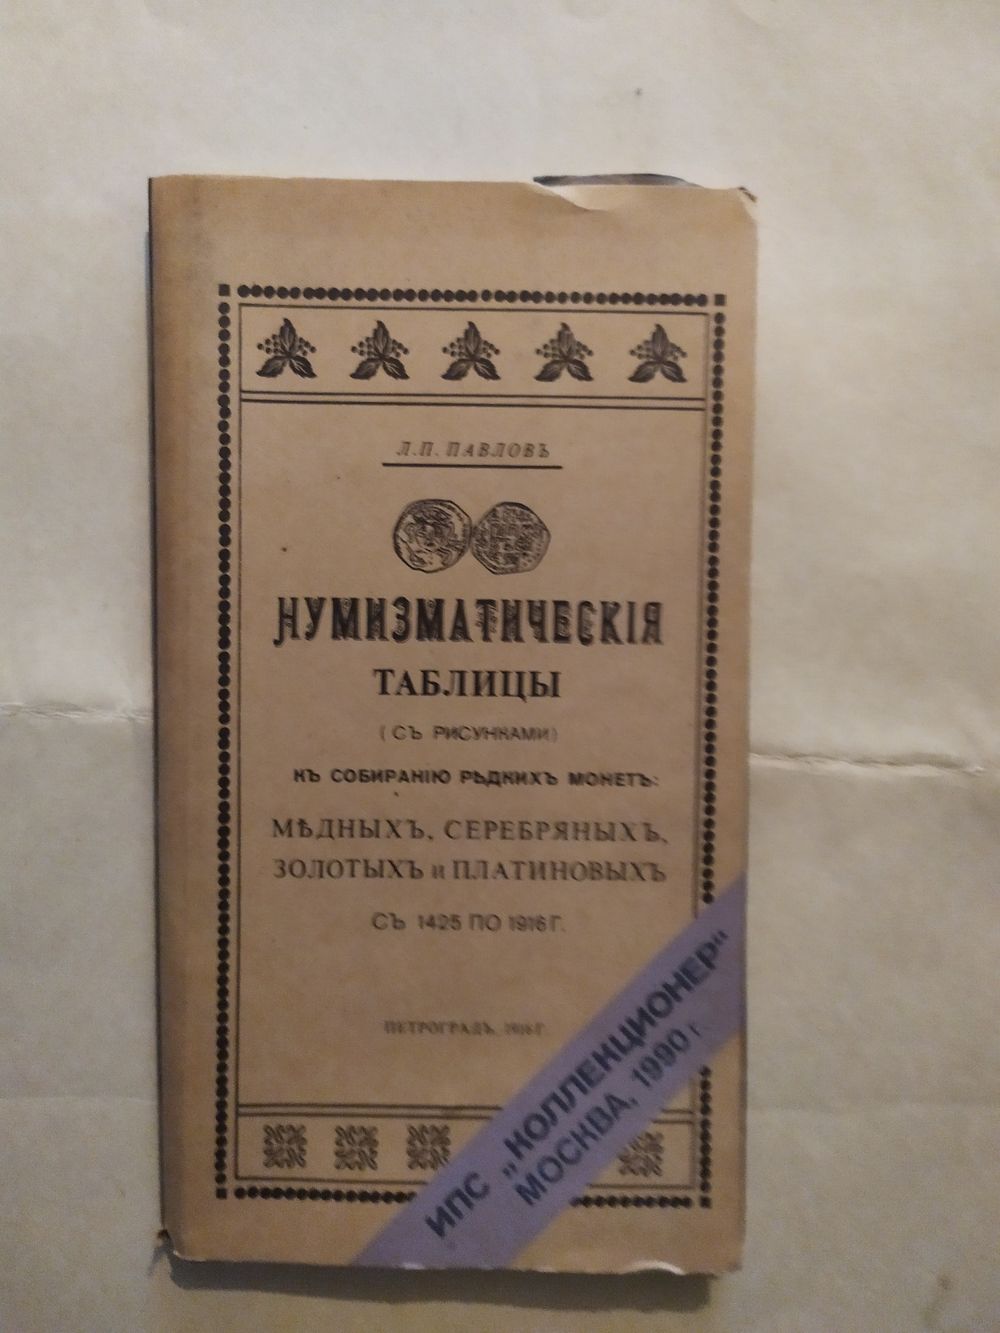 Л.П. ПАВЛОВЪ
НУМИЗМАТИЧЕСКІЯ
ТАБЛИЦЫ
(СЪ РИСУНКАМИ)
КЪ СОБИРАНІЮ РѢДКИХЪ МОНЕТЪ:
МѢДНЫХЪ, СЕРЕБРЯНЫХЪ,
ЗОЛОТЫХЪ и ПЛАТИНОВЫХЪ
СЪ 1425 ПО 1916 Г.
ПЕТРОГРАДЪ, 1916 Г.
ИПС „КОЛЛЕКЦИОНЕР“
МОСКВА, 1990 г.